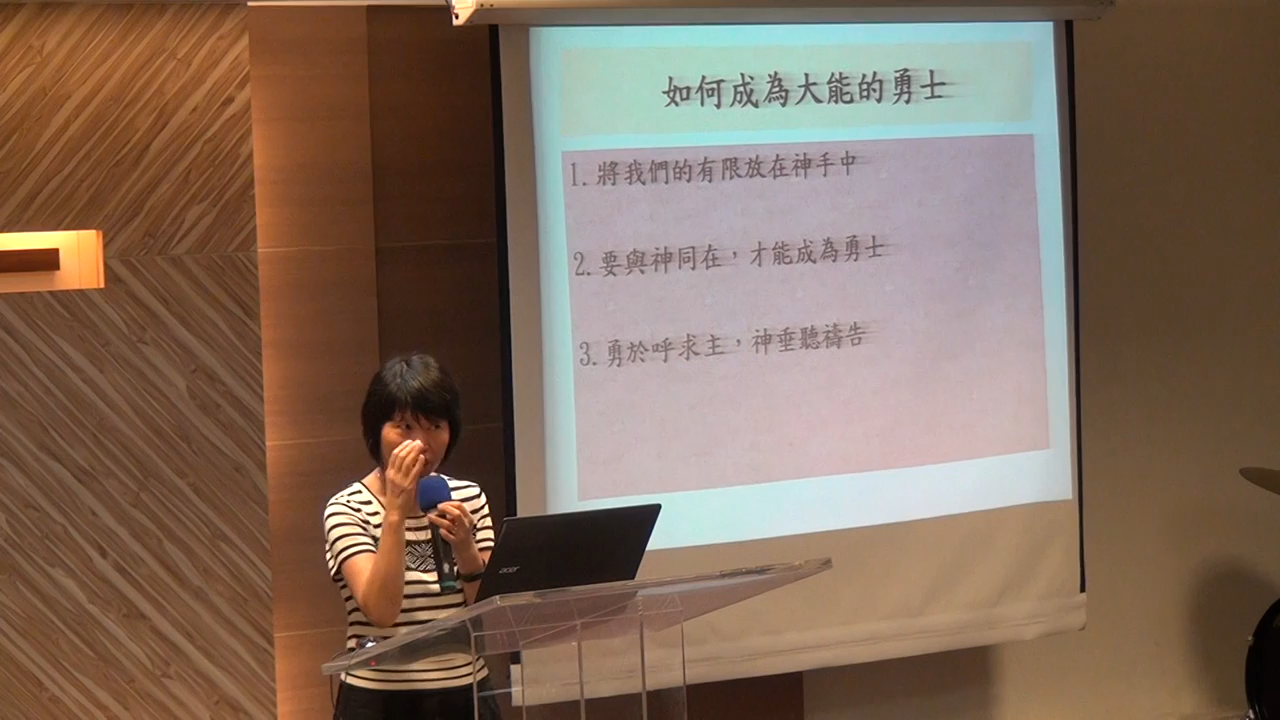 如何成為大能的勇士
1.將我們的有限放在神手中
2.要與神同在，才能成為勇士
3.勇於呼求主，神垂聽禱告
acer